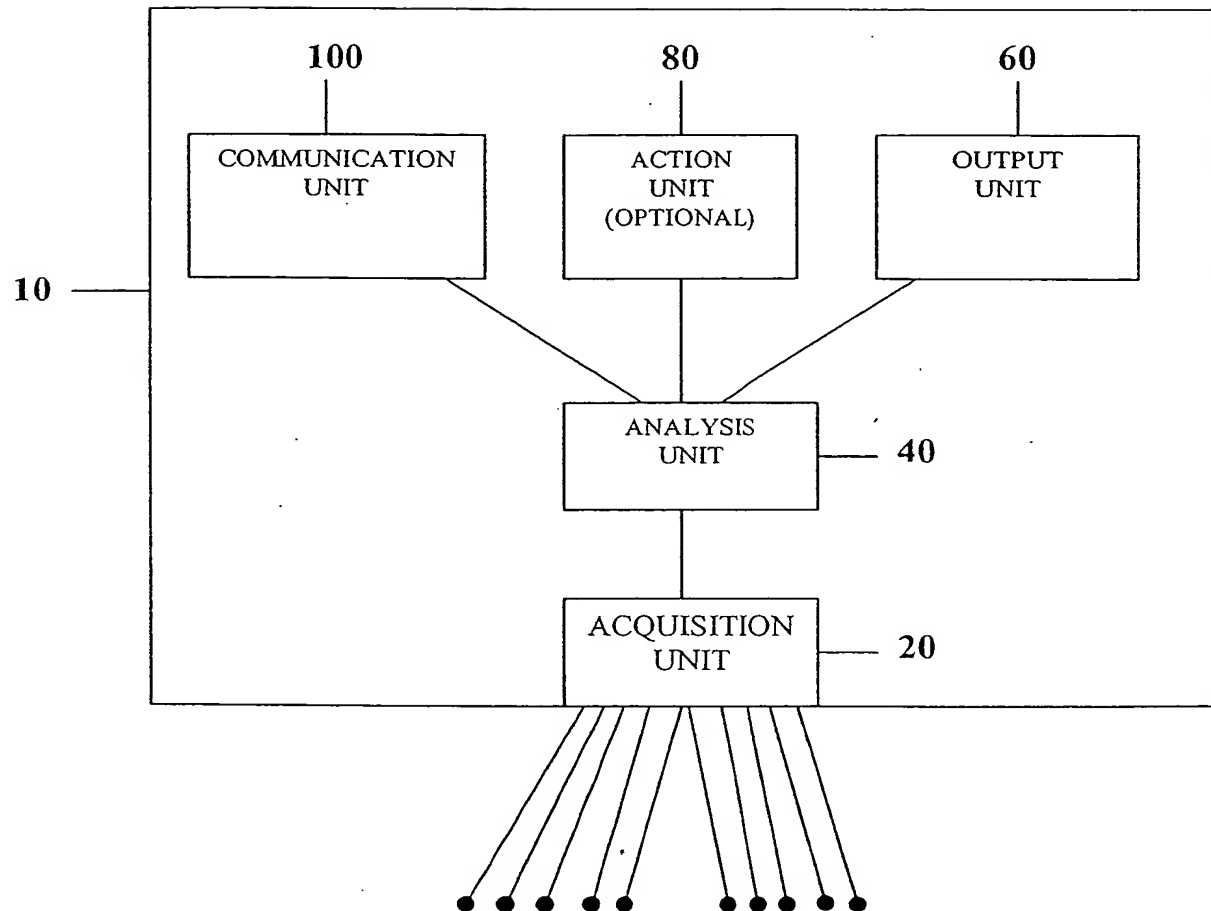 100 80 60
COMMUNICATION
UNIT
ACTION
UNIT
(OPTIONAL)
OUTPUT
UNIT
10
ANALYSIS
UNIT
40
ACQUISITION
UNIT
20